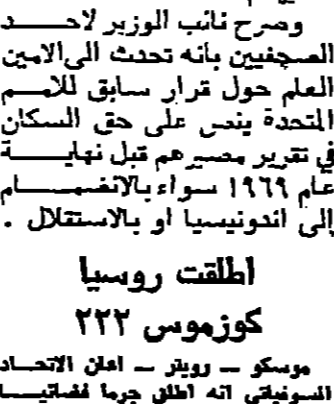 وصرح نائب الوزير لاحد
الصحفيين بانه تحدث الى الامين
العام حول قرار سابق للامم
المتحدة ينص على حق السكان
في تقرير مصيرهم قبل نهاية
عام ١٩٦٩ سواء بالانضمام
إلى اندونيسيا او بالاستقلال .
اطلقت روسيا
كوزموس ٢٢٢
موسكو – رويتر – اعلن الاتحاد
السوفياتي انه اطلق جرما فضائيا